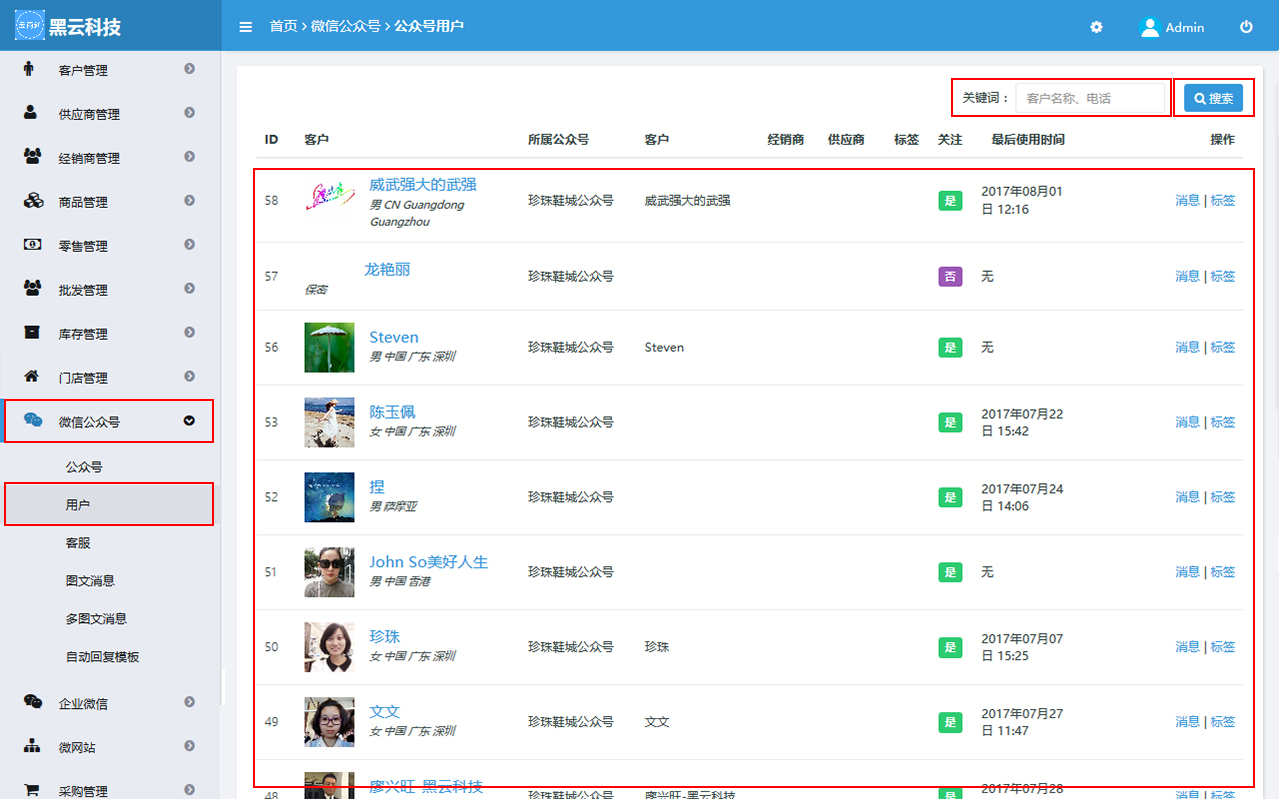 黑云科技
首页 > 微信公众号 > 公众号用户
Admin
客户管理
供应商管理
经销商管理
商品管理
零售管理
批发管理
库存管理
门店管理
微信公众号
公众号
用户
客服
图文消息
多图文消息
自动回复模板
企业微信
微网站
采购管理
关键词：
客户名称、电话
搜索
ID 客户 所属公众号 客户 经销商 供应商 标签 关注 最后使用时间 操作
58 威武强大的武强 珍珠鞋城公众号 威武强大的武强 是 2017年08月01 消息 | 标签
男 CN Guangdong 日 12:16
Guangzhou
57 龙艳丽 珍珠鞋城公众号 否 无 消息 | 标签
保密
56 Steven 珍珠鞋城公众号 Steven 是 无 消息 | 标签
男 中国 广东 深圳
53 陈玉佩 珍珠鞋城公众号 是 2017年07月22 消息 | 标签
女 中国 广东 深圳 日 15:42
52 捏 珍珠鞋城公众号 是 2017年07月24 消息 | 标签
男 萨摩亚 日 14:06
51 John So美好人生 珍珠鞋城公众号 是 无 消息 | 标签
男 中国 香港
50 珍珠 珍珠鞋城公众号 珍珠 是 2017年07月07 消息 | 标签
女 中国 广东 深圳 日 15:25
49 文文 珍珠鞋城公众号 文文 是 2017年07月27 消息 | 标签
女 中国 广东 深圳 日 11:47
48 廖兴旺-黑云科技 珍珠鞋城公众号 廖兴旺-黑云科技 是 2017年07月28 消息 | 标签